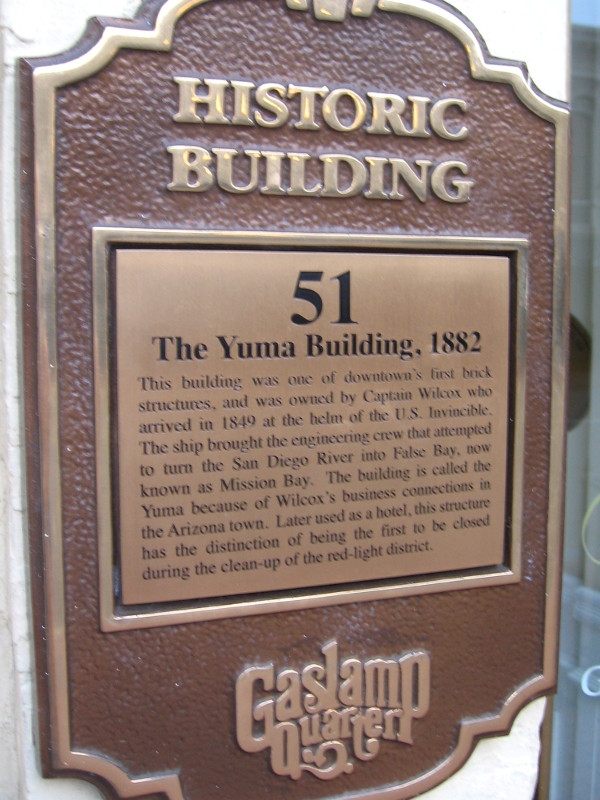 HISTORIC
BUILDING
51
The Yuma Building, 1882
This building was one of downtown's first brick
structures, and was owned by Captain Wilcox who
arrived in 1849 at the helm of the U.S. Invincible.
The ship brought the engineering crew that attempted
to turn the San Diego River into False Bay, now
known as Mission Bay. The building is called the
Yuma because of Wilcox's business connections in
the Arizona town. Later used as a hotel, this structure
has the distinction of being the first to be closed
during the clean-up of the red-light district.
Gaslamp
Quarter